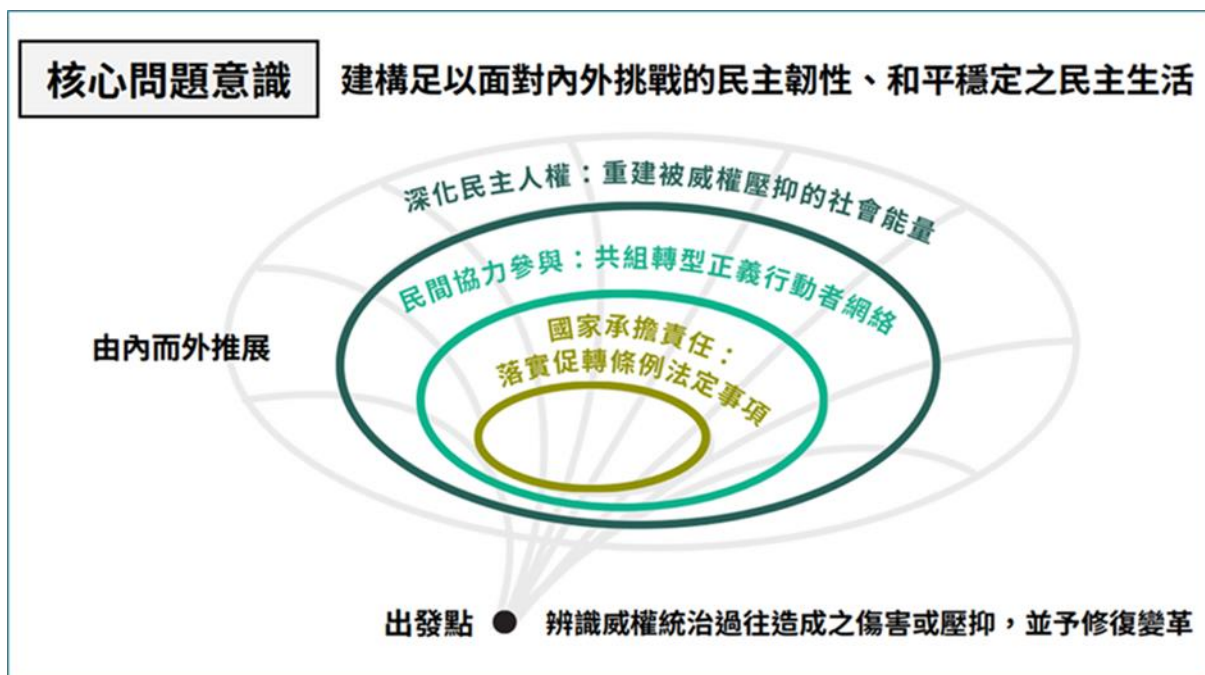 核心問題意識
建構足以面對內外挑戰的民主韌性、和平穩定之民主生活
深化民主人權：重建被威權壓抑的社會能量
民間協力參與：共組轉型正義行動者網絡
國家承擔責任：
落實促轉條例法定事項
由內而外推展
出發點
辨識威權統治過往造成之傷害或壓抑，並予修復變革